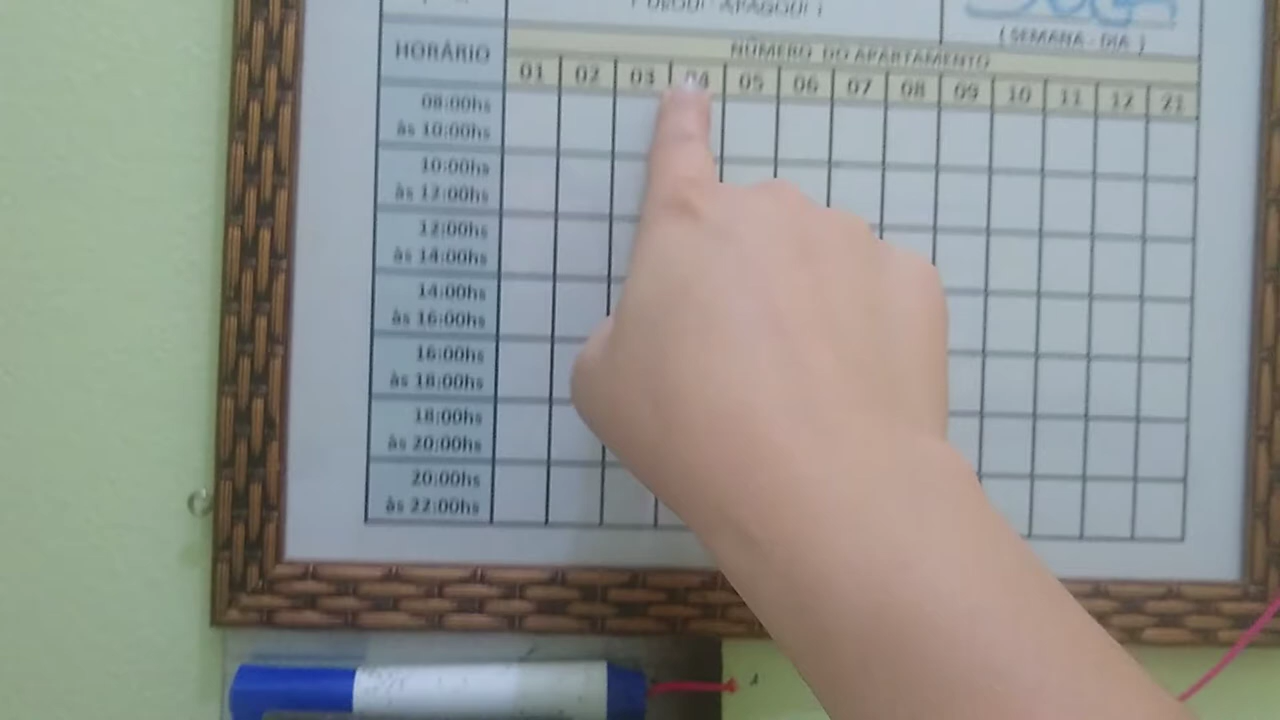 HORÁRIO
( SEMANA - DIA )
NÚMERO DO APARTAMENTO
01 02 03 04 05 06 07 08 09 10 11 12 21
08:00hs
às 10:00hs
10:00hs
às 12:00hs
12:00hs
às 14:00hs
14:00hs
às 16:00hs
16:00hs
às 18:00hs
18:00hs
às 20:00hs
20:00hs
às 22:00hs